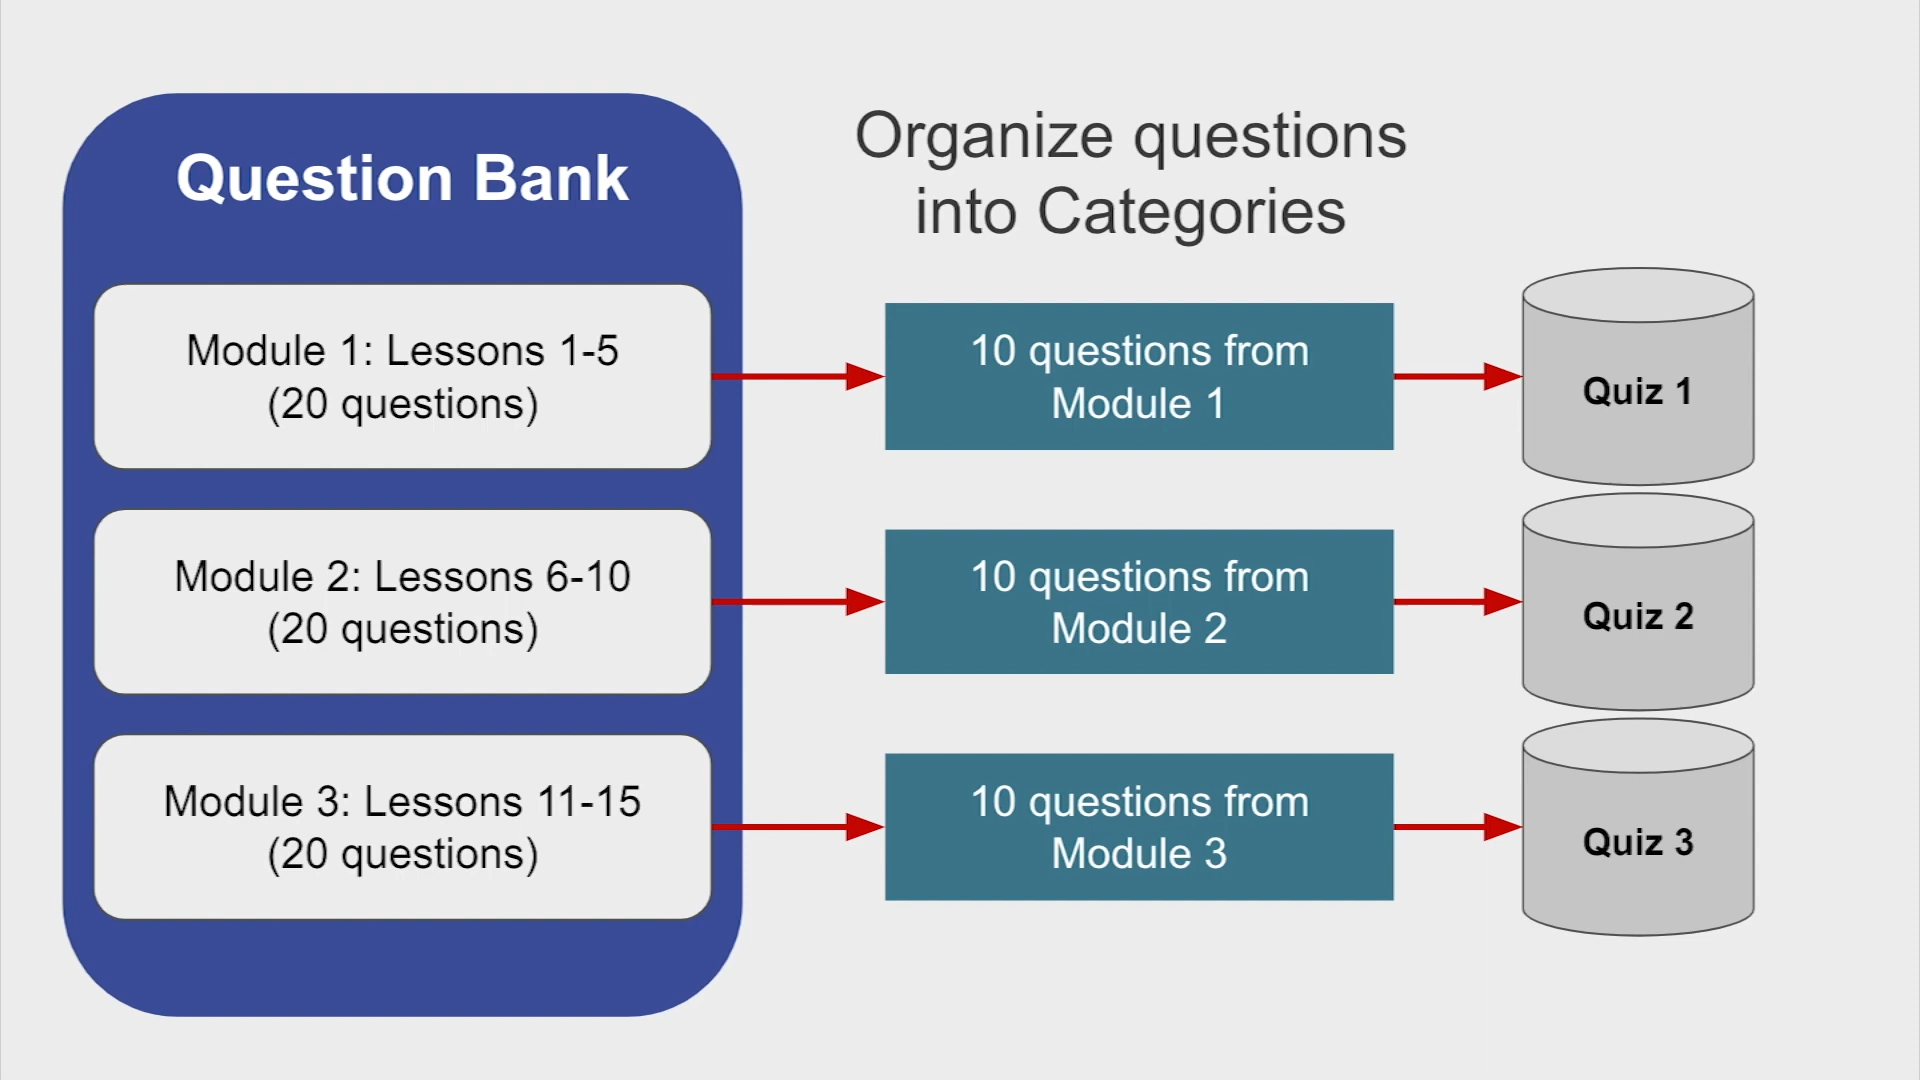 Question Bank
Organize questions
into Categories
Module 1: Lessons 1-5
(20 questions)
10 questions from
Module 1
Quiz 1
Module 2: Lessons 6-10
(20 questions)
10 questions from
Module 2
Quiz 2
Module 3: Lessons 11-15
(20 questions)
10 questions from
Module 3
Quiz 3